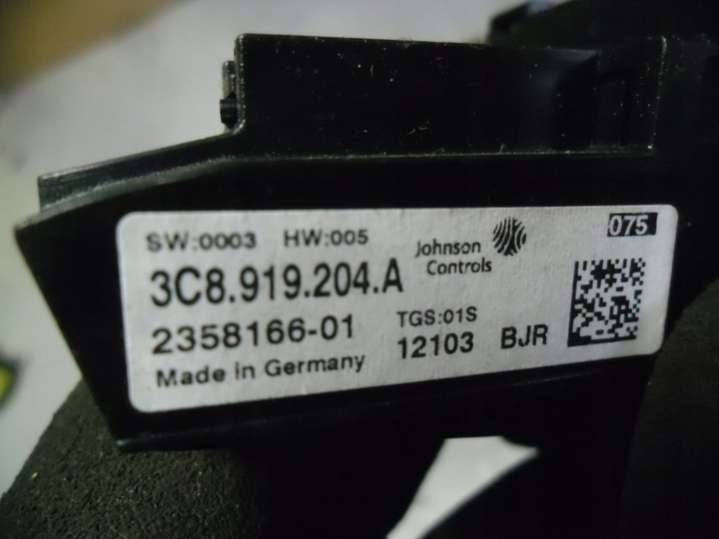 SW:0003 HW:005
Johnson
Controls
075
3C8.919.204.A
2358166-01
TGS:01S
12103 BJR
Made in Germany